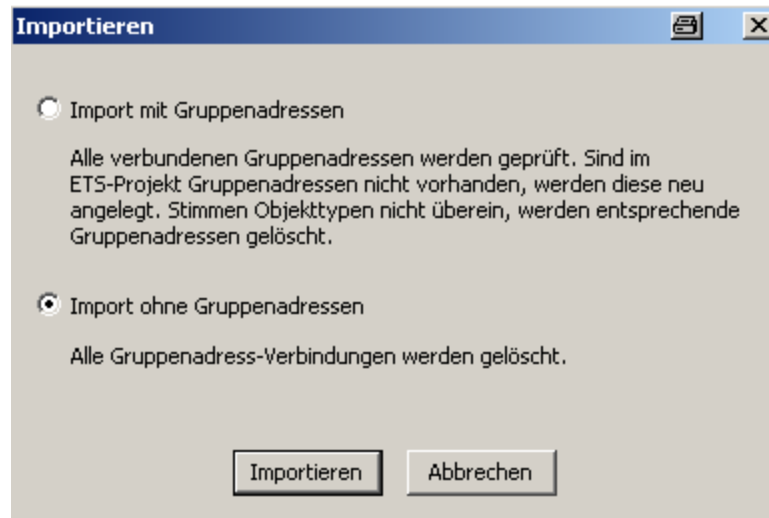 Importieren
Import mit Gruppenadressen
Alle verbundenen Gruppenadressen werden geprüft. Sind im
ETS-Projekt Gruppenadressen nicht vorhanden, werden diese neu
angelegt. Stimmen Objekttypen nicht überein, werden entsprechende
Gruppenadressen gelöscht.
Import ohne Gruppenadressen
Alle Gruppenadress-Verbindungen werden gelöscht.
Importieren Abbrechen